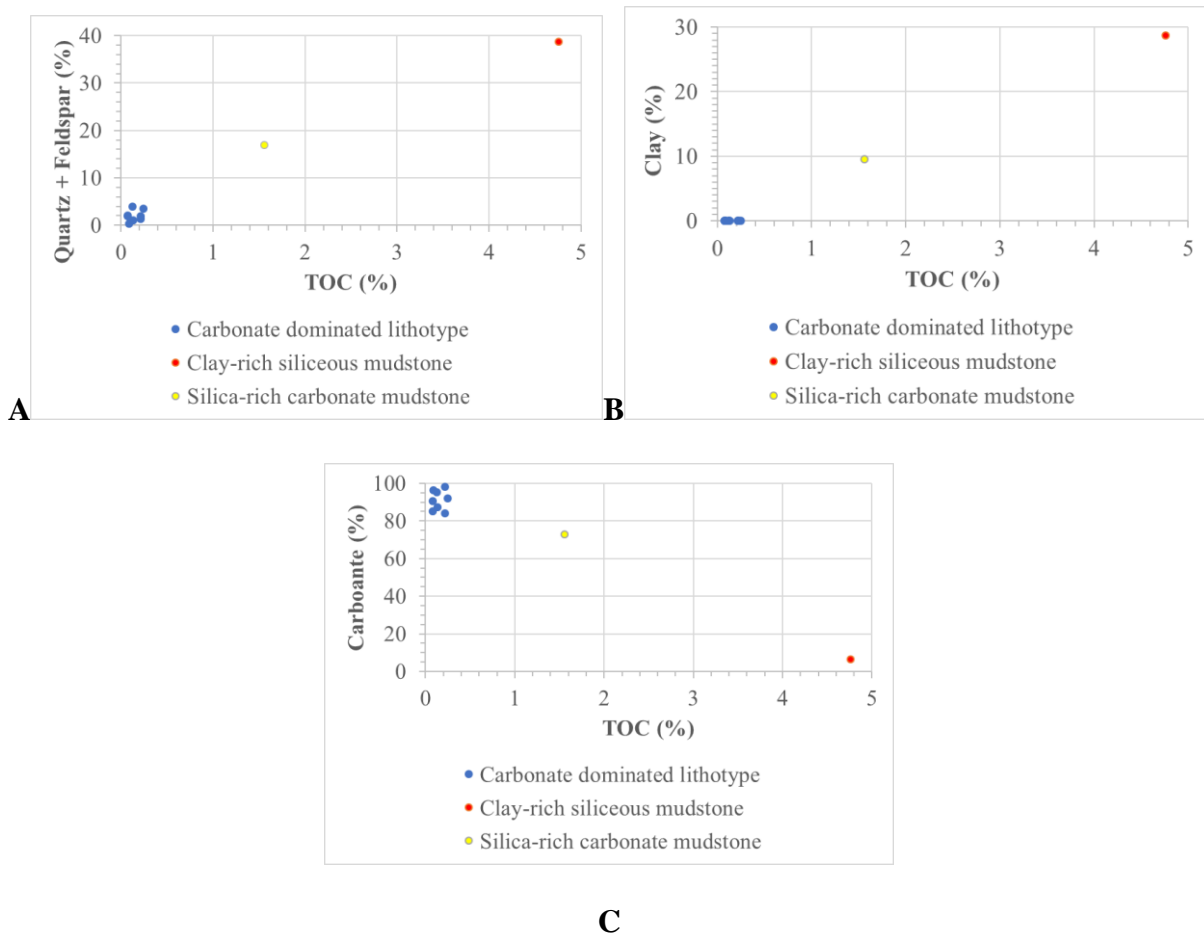 40
30
20
10
0
Quartz + Feldspar (%)
0 1 2 3 4 5
TOC (%)
Carbonate dominated lithotype
Clay-rich siliceous mudstone
Silica-rich carbonate mudstone
A
30
20
10
0
Clay (%)
0 1 2 3 4 5
TOC (%)
Carbonate dominated lithotype
Clay-rich siliceous mudstone
Silica-rich carbonate mudstone
B
100
80
60
40
20
0
Carboante (%)
0 1 2 3 4 5
TOC (%)
Carbonate dominated lithotype
Clay-rich siliceous mudstone
Silica-rich carbonate mudstone
C